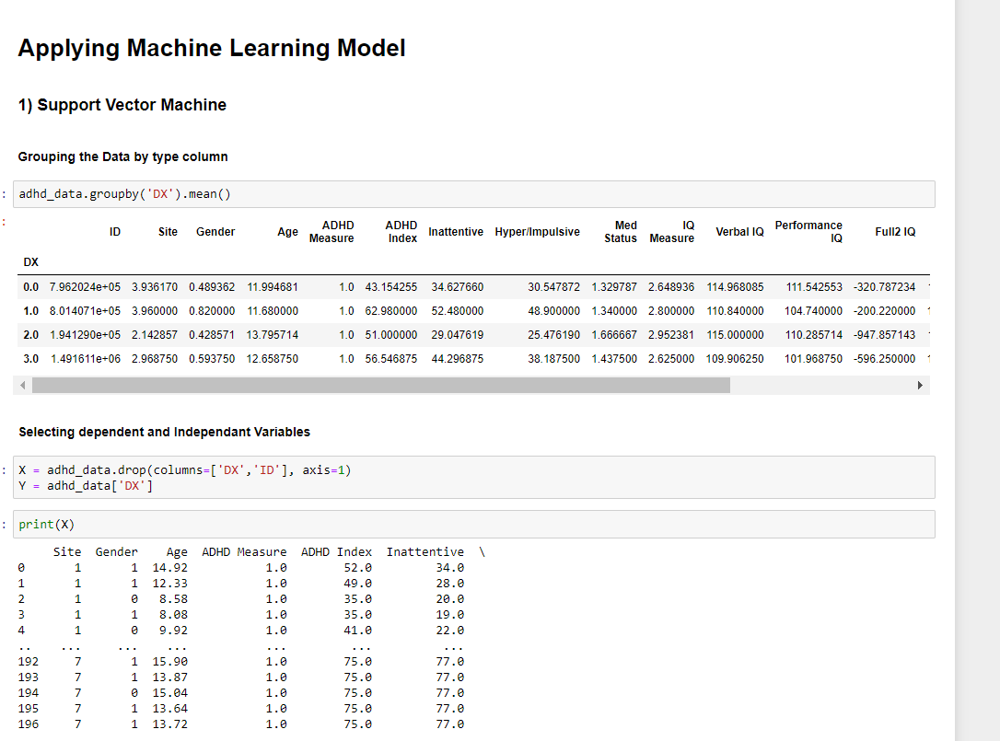 Applying Machine Learning Model
1) Support Vector Machine
Grouping the Data by type column
: adhd_data.groupby('DX').mean()
:
ID Site Gender Age ADHD Measure ADHD Index Inattentive Hyper/Impulsive Med Status IQ Measure Verbal IQ Performance IQ Full2 IQ
DX
0.0 7.962024e+05 3.936170 0.489362 11.994681 1.0 43.154255 34.627660 30.547872 1.329787 2.648936 114.968085 111.542553 -320.787234
1.0 8.014071e+05 3.960000 0.820000 11.680000 1.0 62.980000 52.480000 48.900000 1.340000 2.800000 110.840000 104.740000 -200.220000
2.0 1.941290e+05 2.142857 0.428571 13.795714 1.0 51.000000 29.047619 25.476190 1.666667 2.952381 115.000000 110.285714 -947.857143
3.0 1.491611e+06 2.968750 0.593750 12.658750 1.0 56.546875 44.296875 38.187500 1.437500 2.625000 109.906250 101.968750 -596.250000
Selecting dependent and Independant Variables
: X = adhd_data.drop(columns=['DX','ID'], axis=1)
Y = adhd_data['DX']
: print(X)
Site Gender Age ADHD Measure ADHD Index Inattentive \
0 1 1 14.92 1.0 52.0 34.0
1 1 1 12.33 1.0 49.0 28.0
2 1 0 8.58 1.0 35.0 20.0
3 1 1 8.08 1.0 35.0 19.0
4 1 0 9.92 1.0 41.0 22.0
.. ... ... ... ... ... ...
192 7 1 15.90 1.0 75.0 77.0
193 7 1 13.87 1.0 75.0 77.0
194 7 0 15.04 1.0 75.0 77.0
195 7 1 13.64 1.0 75.0 77.0
196 7 1 13.72 1.0 75.0 77.0